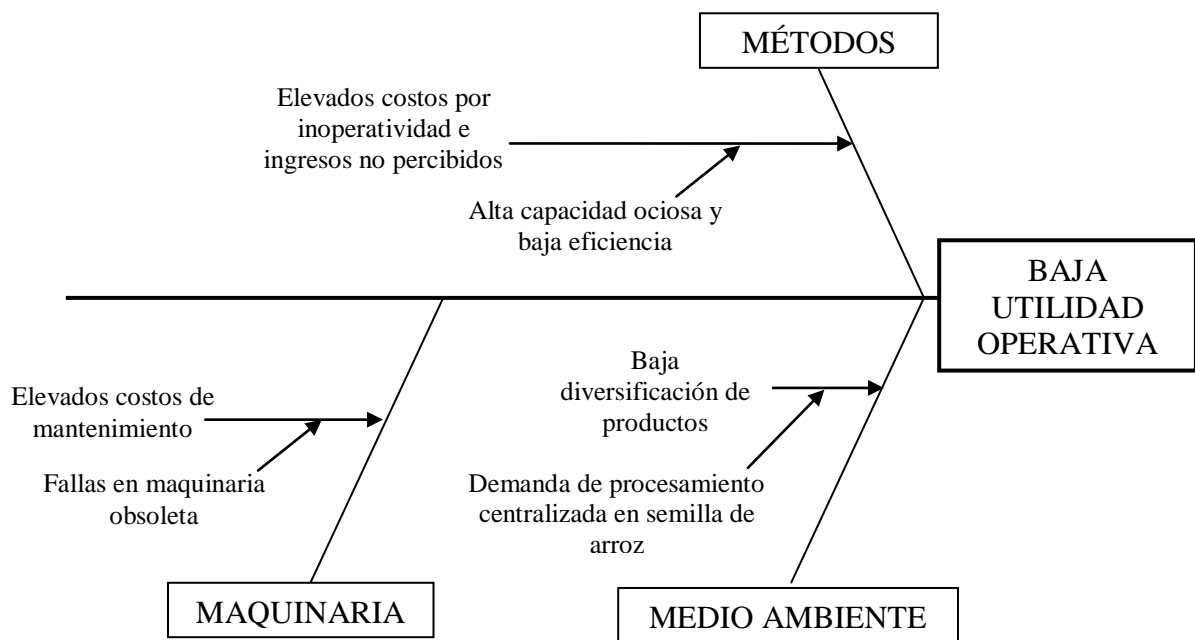 MÉTODOS
Elevados costos por
inoperatividad e
ingresos no percibidos
Alta capacidad ociosa y
baja eficiencia
BAJA
UTILIDAD
OPERATIVA
Elevados costos de
mantenimiento
Fallas en maquinaria
obsoleta
Baja
diversificación de
productos
Demanda de procesamiento
centralizada en semilla de
arroz
MAQUINARIA
MEDIO AMBIENTE